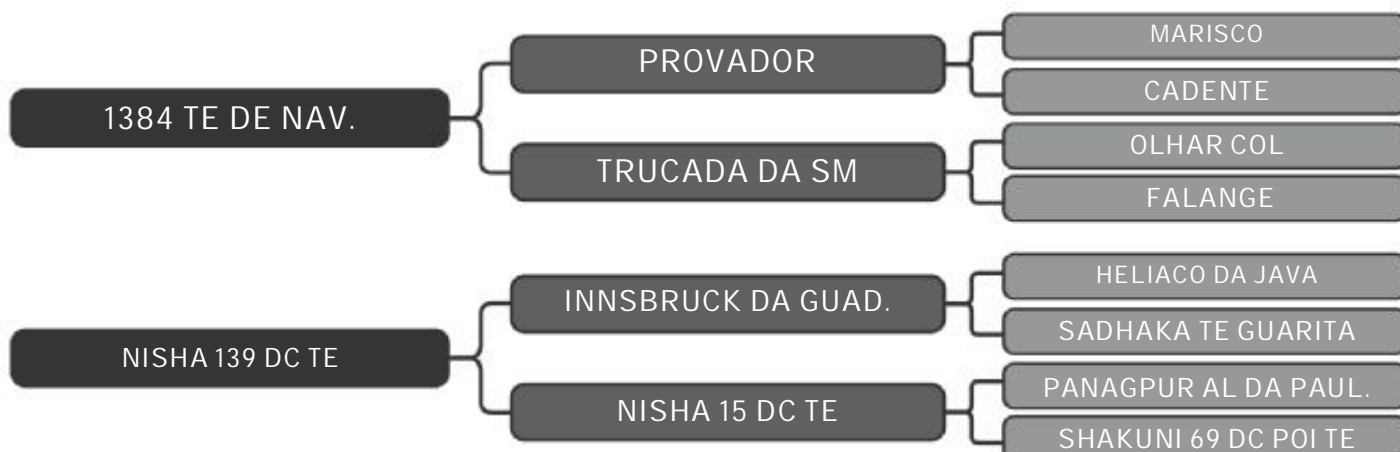 1384 TE DE NAV.
PROVADOR
MARISCO
CADENTE
TRUCADA DA SM
OLHAR COL
FALANGE
NISHA 139 DC TE
INNSBRUCK DA GUAD.
HELIACO DA JAVA
SADHAKA TE GUARITA
NISHA 15 DC TE
PANAGPUR AL DA PAUL.
SHAKUNI 69 DC POI TE